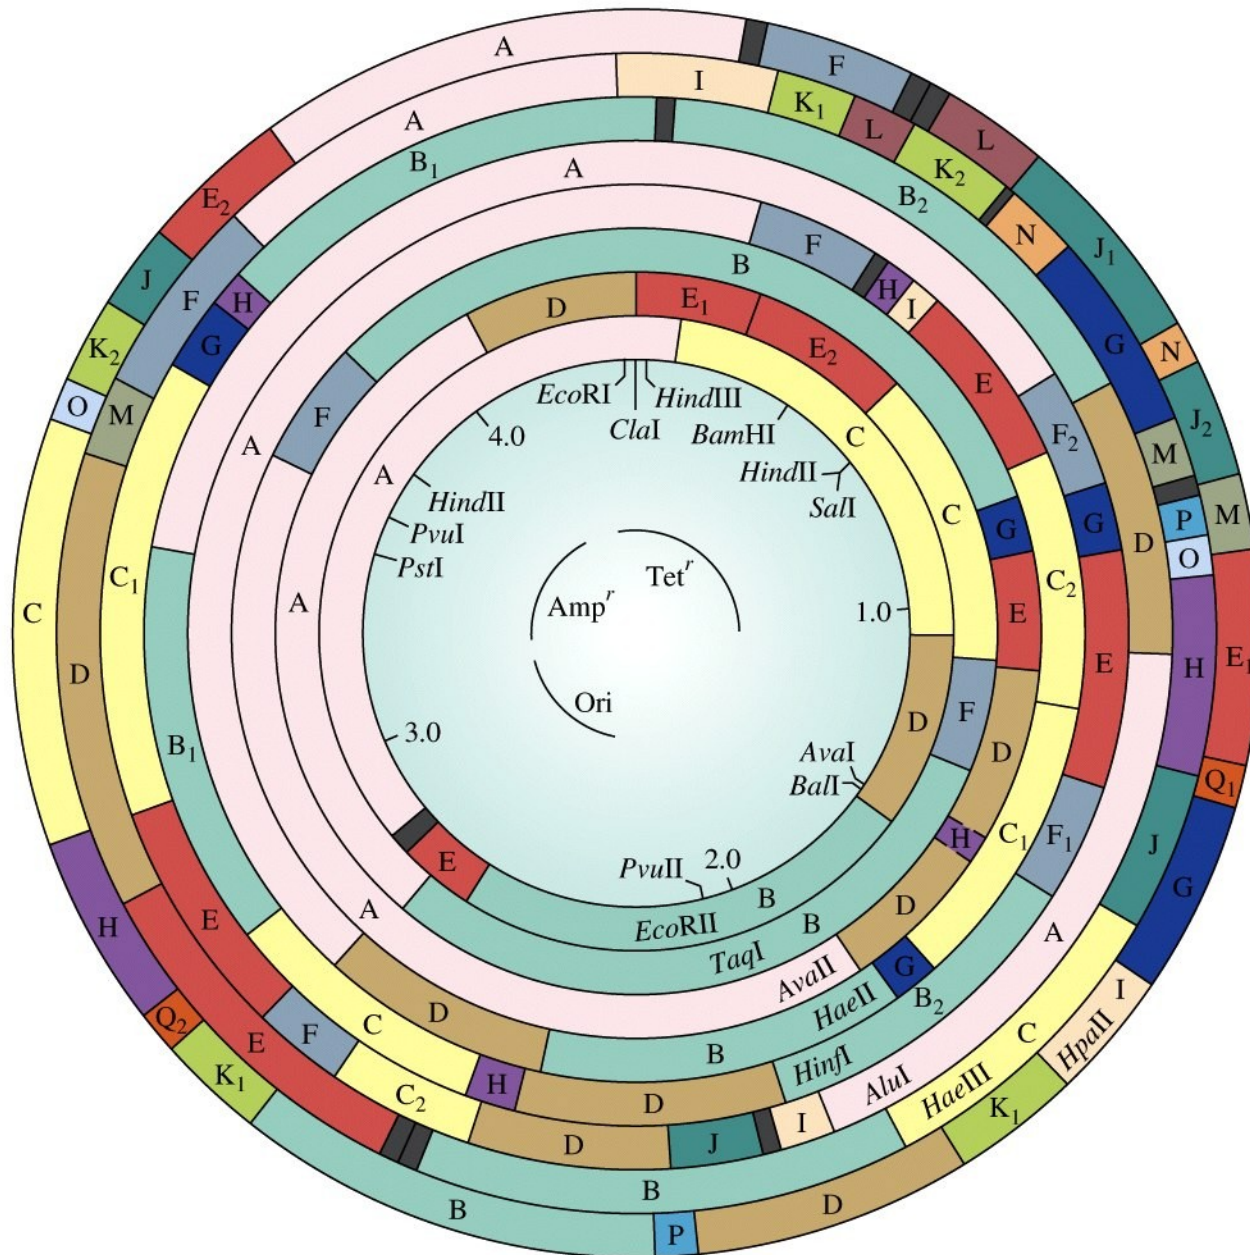 A
F
L
J₁
N
J₂
M
E₁
Q₁
G
I
HpaII
K₁
D
P
B
K₁
Q₂
H
C
O
K₂
J
E₂
A
I
K₁
L
K₂
N
G
M
P
O
H
J
C
HaeIII
B
E
D
M
F
B₁
B₂
D
A
AluI
I
J
D
C₂
F
E
C₁
G
H
A
F₂
G
E
F₁
B₂
HinfI
D
H
C
B₁
A
F
H
I
E
C₂
C₁
G
HaeII
B
D
A
B
G
E
D
H
D
AvaII
A
F
D
E₁
E₂
C
F
B
TaqI
A
C
D
B
EcoRII
E
A
EcoRI
HindIII
ClaI
BamHI
4.0
HindII
SalI
HindII
PvuI
PstI
Tetʳ
Ampʳ
1.0
Ori
3.0
AvaI
BalI
PvuII
2.0